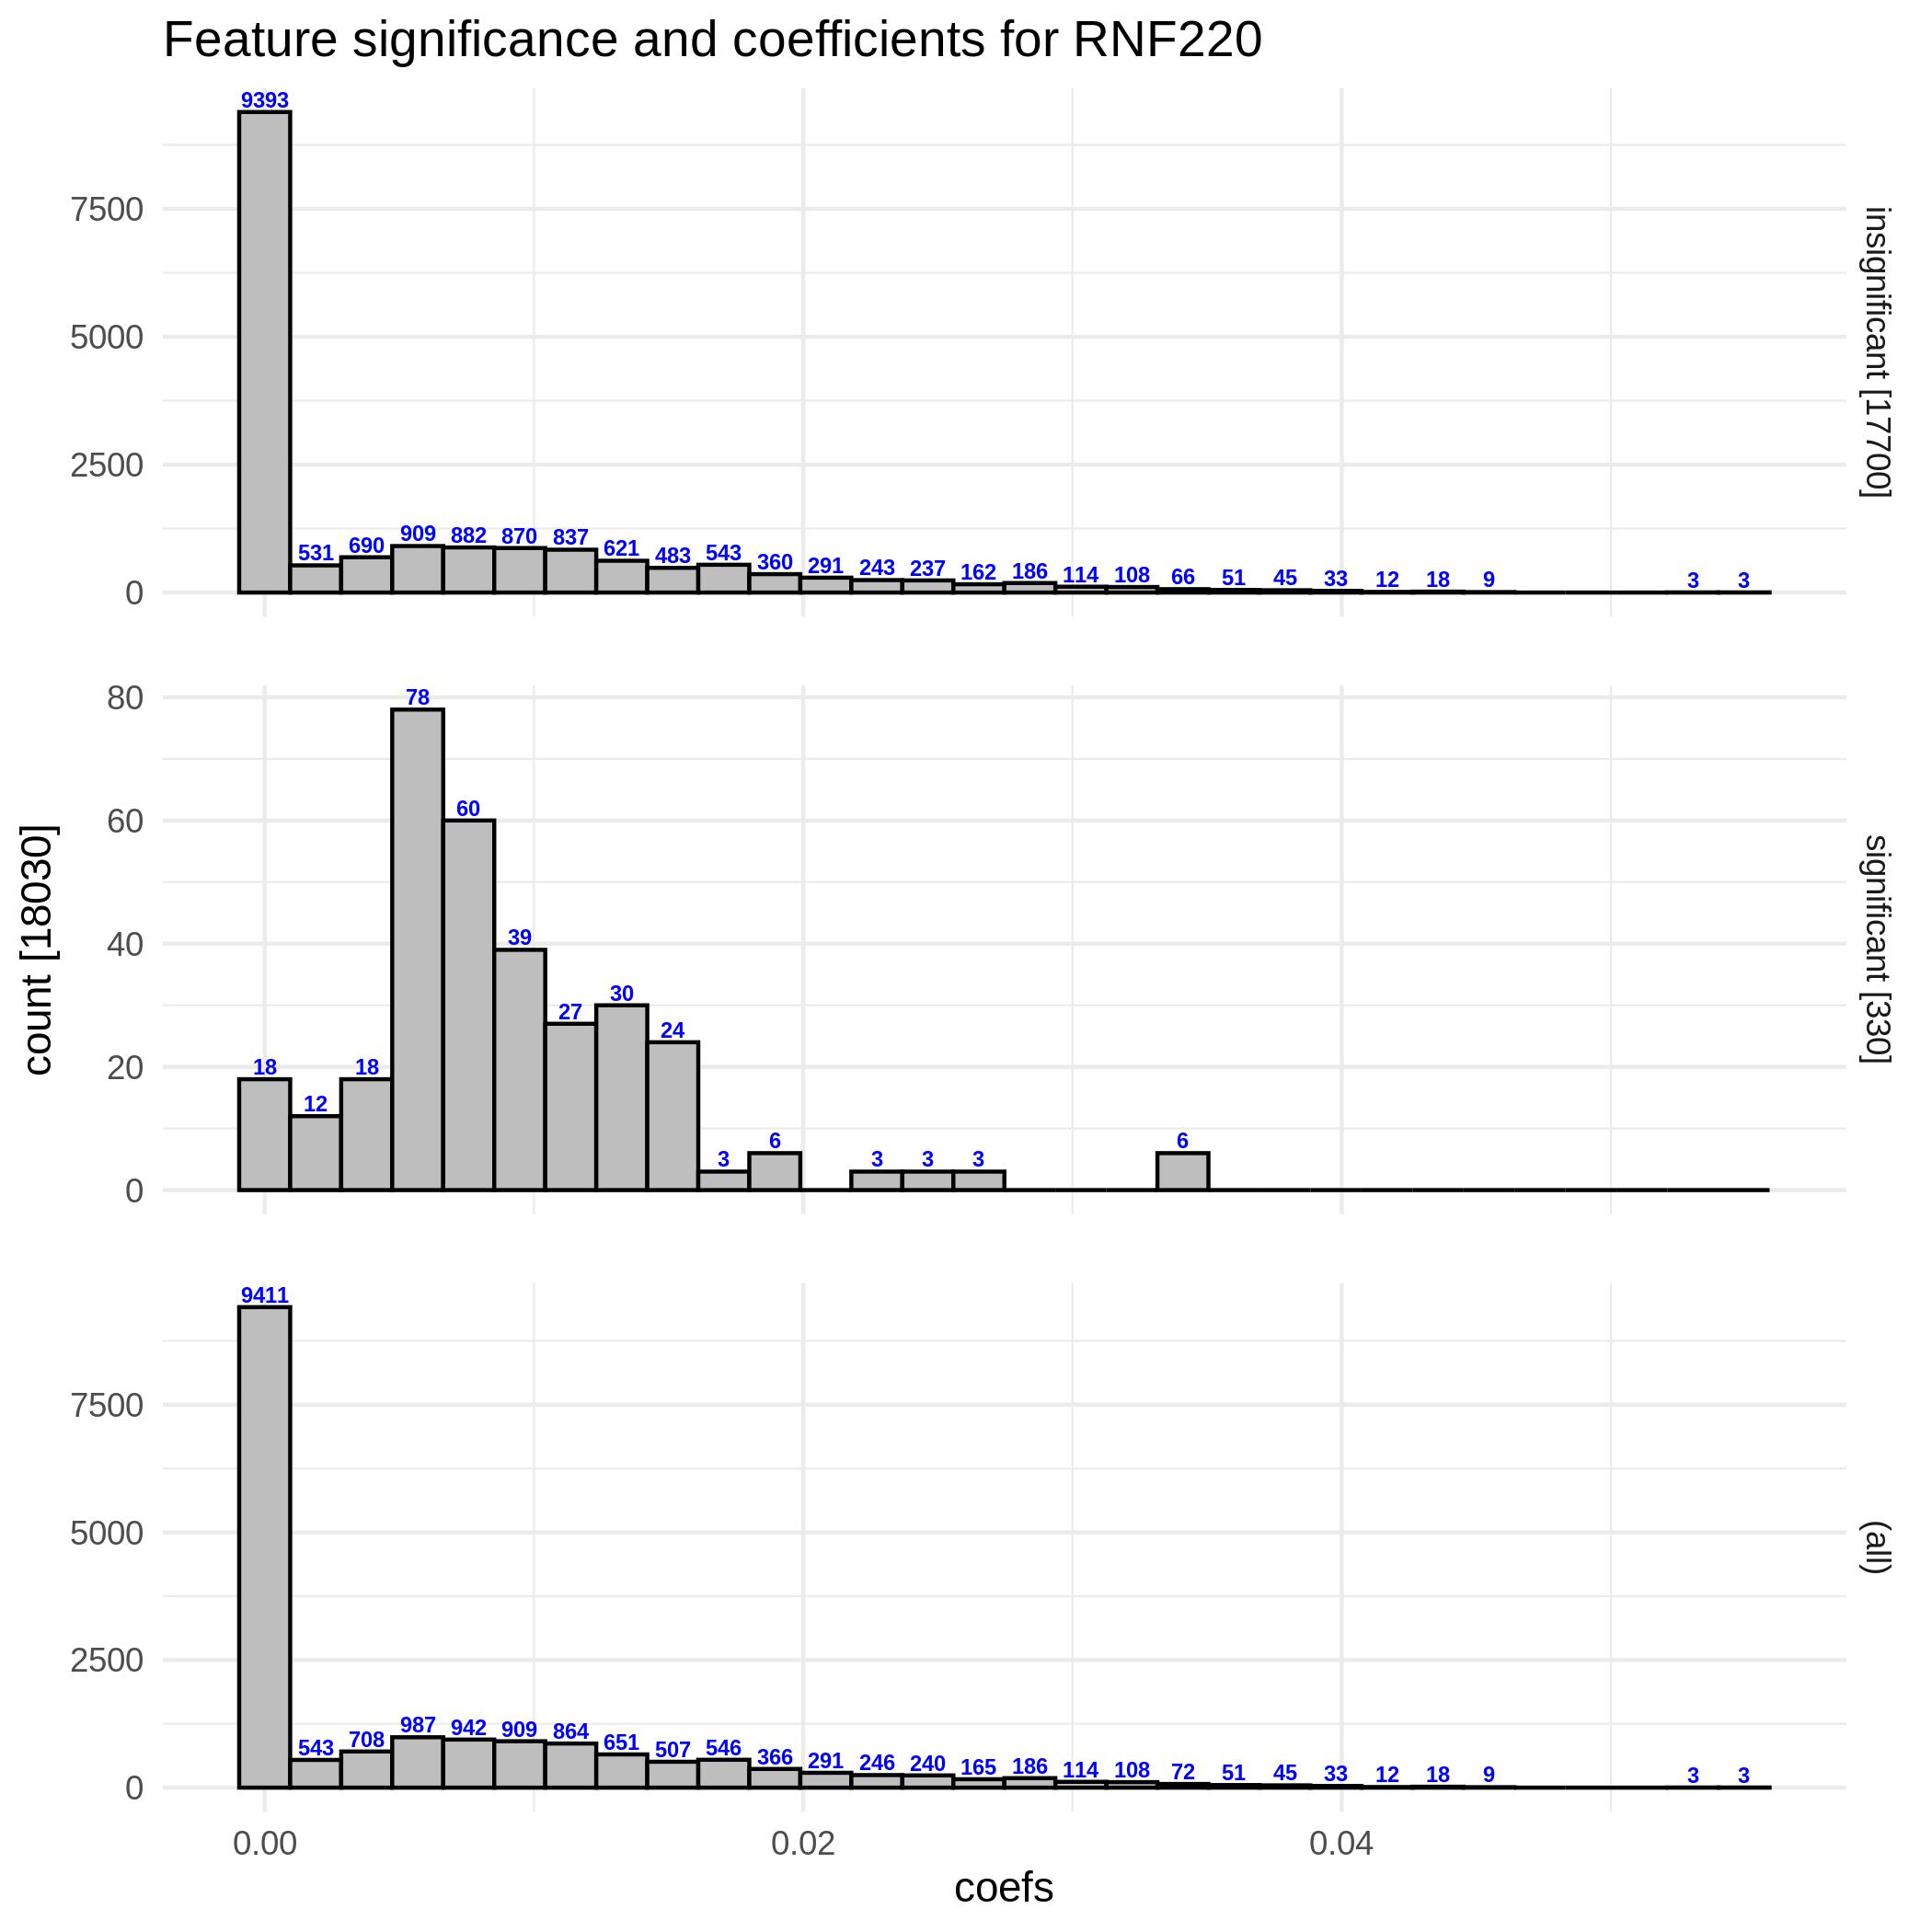 Feature significance and coefficients for RNF220
9393
7500
5000
2500
0
531 690 909 882 870 837 621 483 543 360 291 243 237 162 186 114 108 66 51 45 33 12 18 9 3 3
insignificant [17700]
count [18030]
80
60
40
20
0
18 12 18 78 60 39 27 30 24 3 6 3 3 3 6
significant [330]
9411
7500
5000
2500
0
543 708 987 942 909 864 651 507 546 366 291 246 240 165 186 114 108 72 51 45 33 12 18 9 3 3
(all)
0.00 0.02 0.04
coefs